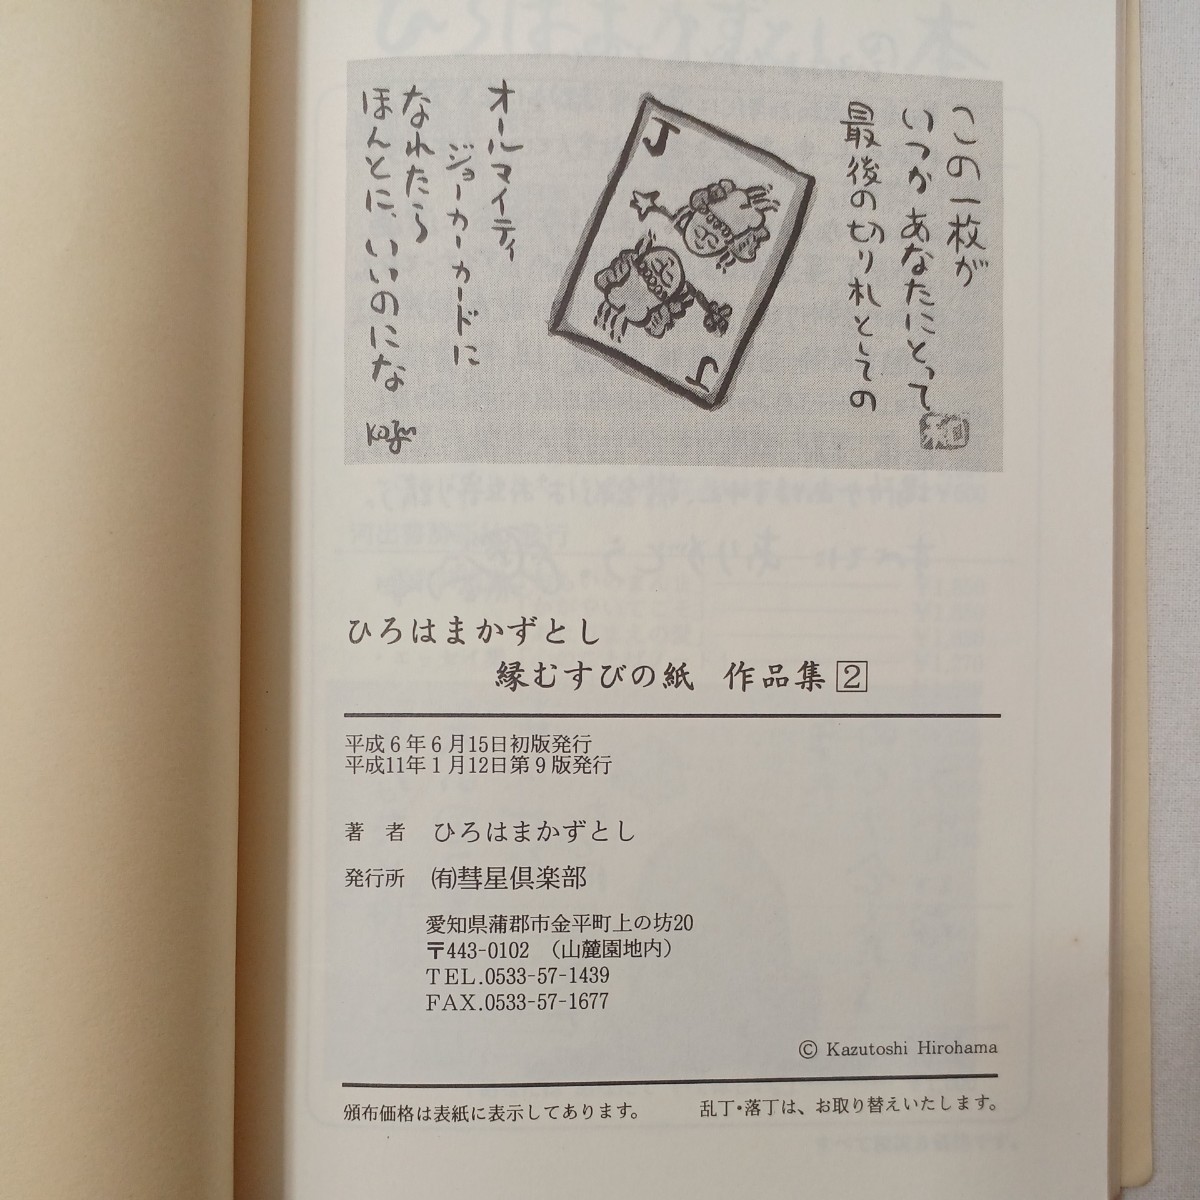 この一枚が
いつかあなたにとって
最後の切り札としての
和
J
J
オールマイティ
ジョーカーカードに
なれたら
ほんとに、いいのにな
ひろはまかずとし
縁むすびの紙 作品集2
平成6年6月15日初版発行
平成11年1月12日第9版発行
著 者 ひろはまかずとし
発行所 ㈲彗星倶楽部
愛知県蒲郡市金平町上の坊20
〒443-0102 (山麓園地内)
TEL.0533-57-1439
FAX.0533-57-1677
© Kazutoshi Hirohama
頒布価格は表紙に表示してあります。 乱丁・落丁は、お取り替えいたします。